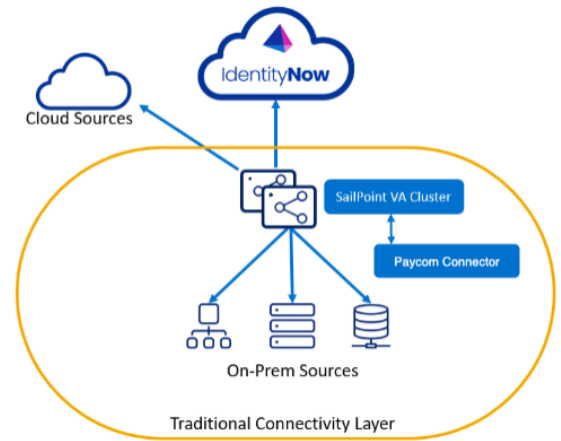 IdentityNow
Cloud Sources
SailPoint VA Cluster
Paycom Connector
On-Prem Sources
Traditional Connectivity Layer